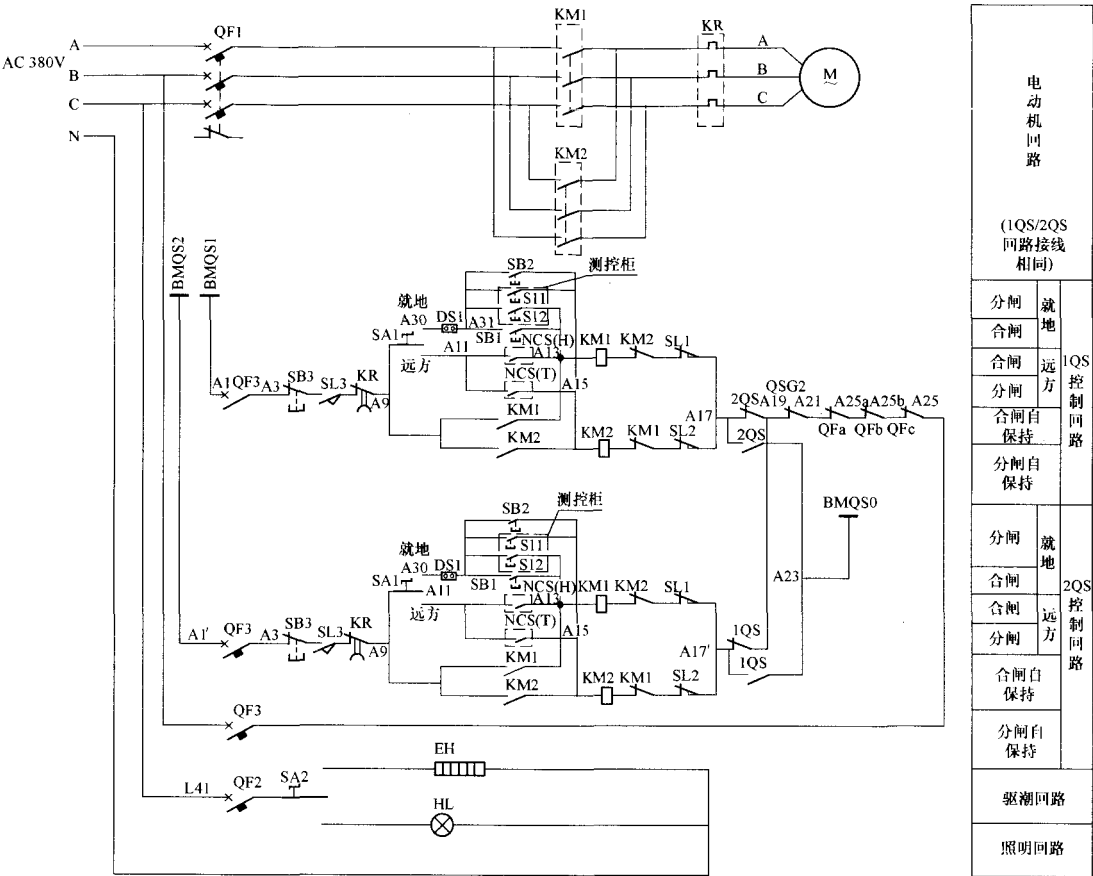 QF1
KM1
KR
A
B
C
N
AC 380V
A
B
C
M
~
KM2
BMQS2
BMQS1
SB2
测控柜
S11
S12
就地
A30
DS1
A31
SB1
SA1
A11
远方
NCS(H)
A13
NCS(T)
A15
KM1
KM2
SL1
A1
QF3
A3
SB3
SL3
KR
A9
KM1
KM2
KM2
KM1
SL2
A17
2QS
A19
QSG2
A21
A25a
A25b
A25
QFa
QFb
QFc
2QS
BMQS0
A23
SB2
测控柜
S11
S12
就地
A30
DS1
SB1
SA1
A11
远方
NCS(H)
A13
NCS(T)
A15
KM1
KM2
SL1
A1'
QF3
A3
SB3
SL3
KR
A9
KM1
KM2
KM2
KM1
SL2
A17'
1QS
1QS
QF3
EH
L41
QF2
SA2
HL
电动机回路
(1QS/2QS
回路接线
相同)
分闸
合闸
就地
合闸
分闸
远方
合闸自
保持
分闸自
保持
1QS控制回路
分闸
合闸
就地
合闸
分闸
远方
合闸自
保持
分闸自
保持
2QS控制回路
驱潮回路
照明回路